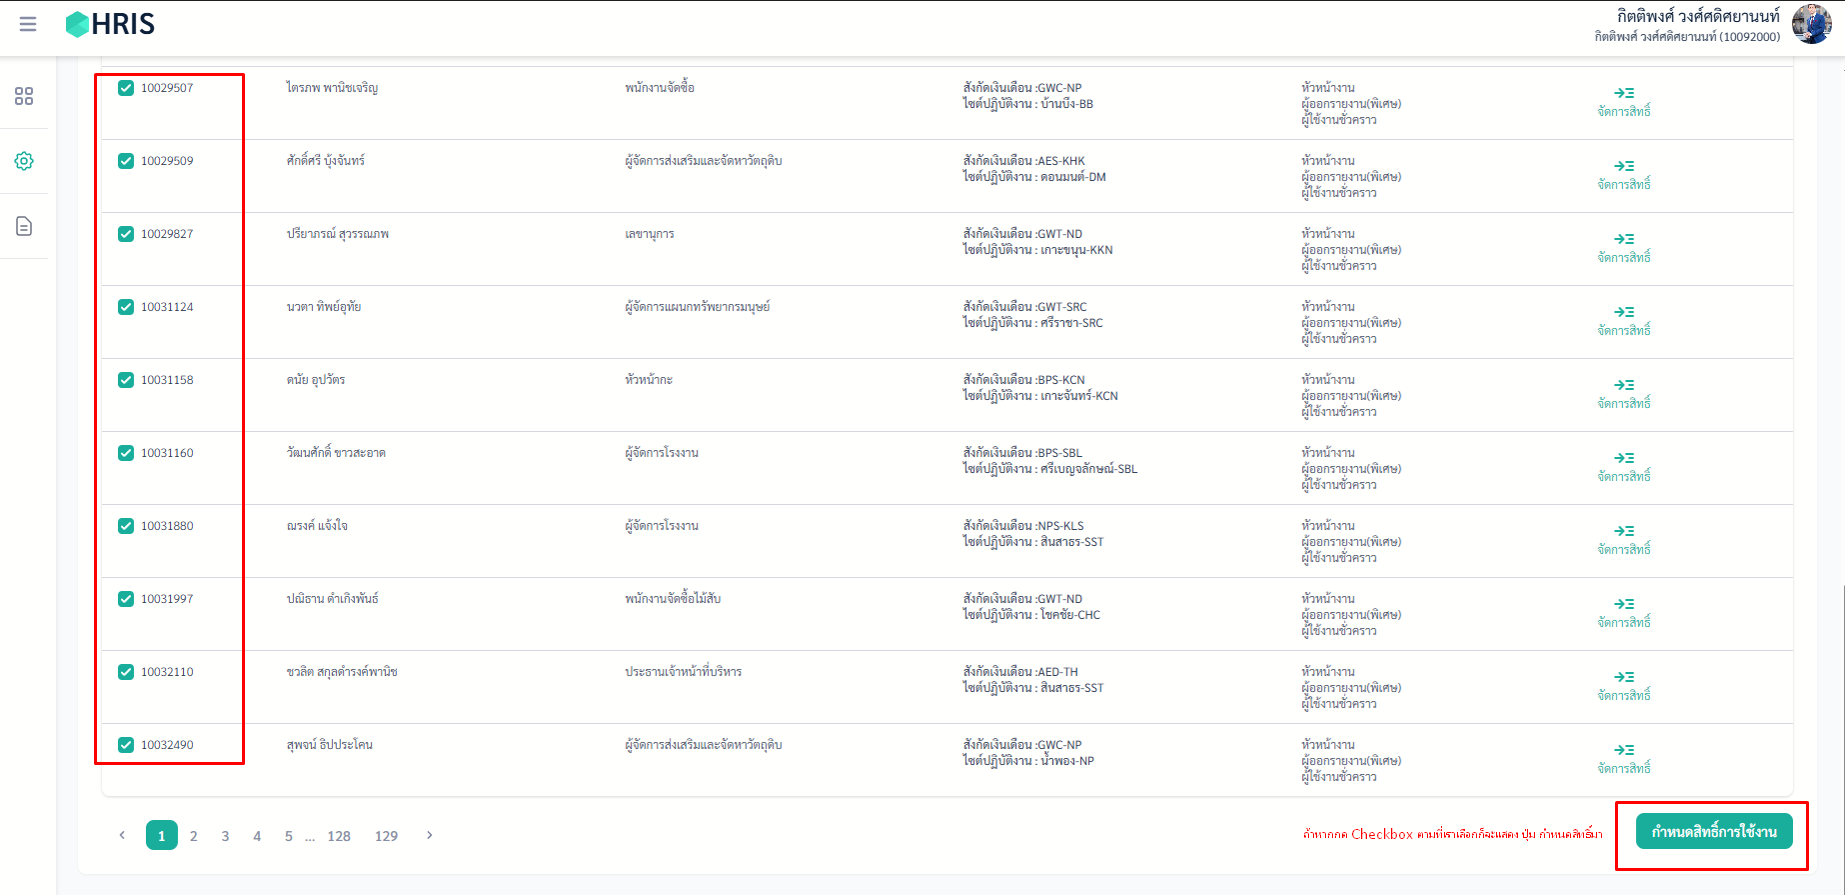 HRIS
กิตติพงศ์ วงศ์ศดิศยานนท์
กิตติพงศ์ วงศ์ศดิศยานนท์ (10092000)
10029507 ไตรภพ พานิชเจริญ พนักงานจัดซื้อ สังกัดเงินเดือน :GWC-NP หัวหน้างาน
ไซต์ปฏิบัติงาน : บ้านบึง-BB ผู้ออกรายงาน(พิเศษ)
ผู้ใช้งานชั่วคราว
จัดการสิทธิ์
10029509 ศักดิ์ศรี บุ้งจันทร์ ผู้จัดการส่งเสริมและจัดหาวัตถุดิบ สังกัดเงินเดือน :AES-KHK หัวหน้างาน
ไซต์ปฏิบัติงาน : ดอนมนต์-DM ผู้ออกรายงาน(พิเศษ)
ผู้ใช้งานชั่วคราว
จัดการสิทธิ์
10029827 ปรียาภรณ์ สุวรรณภพ เลขานุการ สังกัดเงินเดือน :GWT-ND หัวหน้างาน
ไซต์ปฏิบัติงาน : เกาะขนุน-KKN ผู้ออกรายงาน(พิเศษ)
ผู้ใช้งานชั่วคราว
จัดการสิทธิ์
10031124 นวตา ทิพย์อุทัย ผู้จัดการแผนกทรัพยากรมนุษย์ สังกัดเงินเดือน :GWT-SRC หัวหน้างาน
ไซต์ปฏิบัติงาน : ศรีราชา-SRC ผู้ออกรายงาน(พิเศษ)
ผู้ใช้งานชั่วคราว
จัดการสิทธิ์
10031158 ดนัย อุปวัตร หัวหน้ากะ สังกัดเงินเดือน :BPS-KCN หัวหน้างาน
ไซต์ปฏิบัติงาน : เกาะจันทร์-KCN ผู้ออกรายงาน(พิเศษ)
ผู้ใช้งานชั่วคราว
จัดการสิทธิ์
10031160 วัฒนศักดิ์ ขาวสะอาด ผู้จัดการโรงงาน สังกัดเงินเดือน :BPS-SBL หัวหน้างาน
ไซต์ปฏิบัติงาน : ศรีเบญจลักษณ์-SBL ผู้ออกรายงาน(พิเศษ)
ผู้ใช้งานชั่วคราว
จัดการสิทธิ์
10031880 ณรงค์ แจ้งใจ ผู้จัดการโรงงาน สังกัดเงินเดือน :NPS-KLS หัวหน้างาน
ไซต์ปฏิบัติงาน : สินสาธร-SST ผู้ออกรายงาน(พิเศษ)
ผู้ใช้งานชั่วคราว
จัดการสิทธิ์
10031997 ปณิธาน ดำเกิงพันธ์ พนักงานจัดซื้อไม้สับ สังกัดเงินเดือน :GWT-ND หัวหน้างาน
ไซต์ปฏิบัติงาน : โชคชัย-CHC ผู้ออกรายงาน(พิเศษ)
ผู้ใช้งานชั่วคราว
จัดการสิทธิ์
10032110 ชวลิต สกุลดำรงค์พานิช ประธานเจ้าหน้าที่บริหาร สังกัดเงินเดือน :AED-TH หัวหน้างาน
ไซต์ปฏิบัติงาน : สินสาธร-SST ผู้ออกรายงาน(พิเศษ)
ผู้ใช้งานชั่วคราว
จัดการสิทธิ์
10032490 สุพจน์ ธิปประโคน ผู้จัดการส่งเสริมและจัดหาวัตถุดิบ สังกัดเงินเดือน :GWC-NP หัวหน้างาน
ไซต์ปฏิบัติงาน : น้ำพอง-NP ผู้ออกรายงาน(พิเศษ)
ผู้ใช้งานชั่วคราว
จัดการสิทธิ์
1 2 3 4 5 ... 128 129
ถ้าหากกด Checkbox ตามที่เราเลือกก็จะแสดง ปุ่ม กำหนดสิทธิ์มา
กำหนดสิทธิ์การใช้งาน